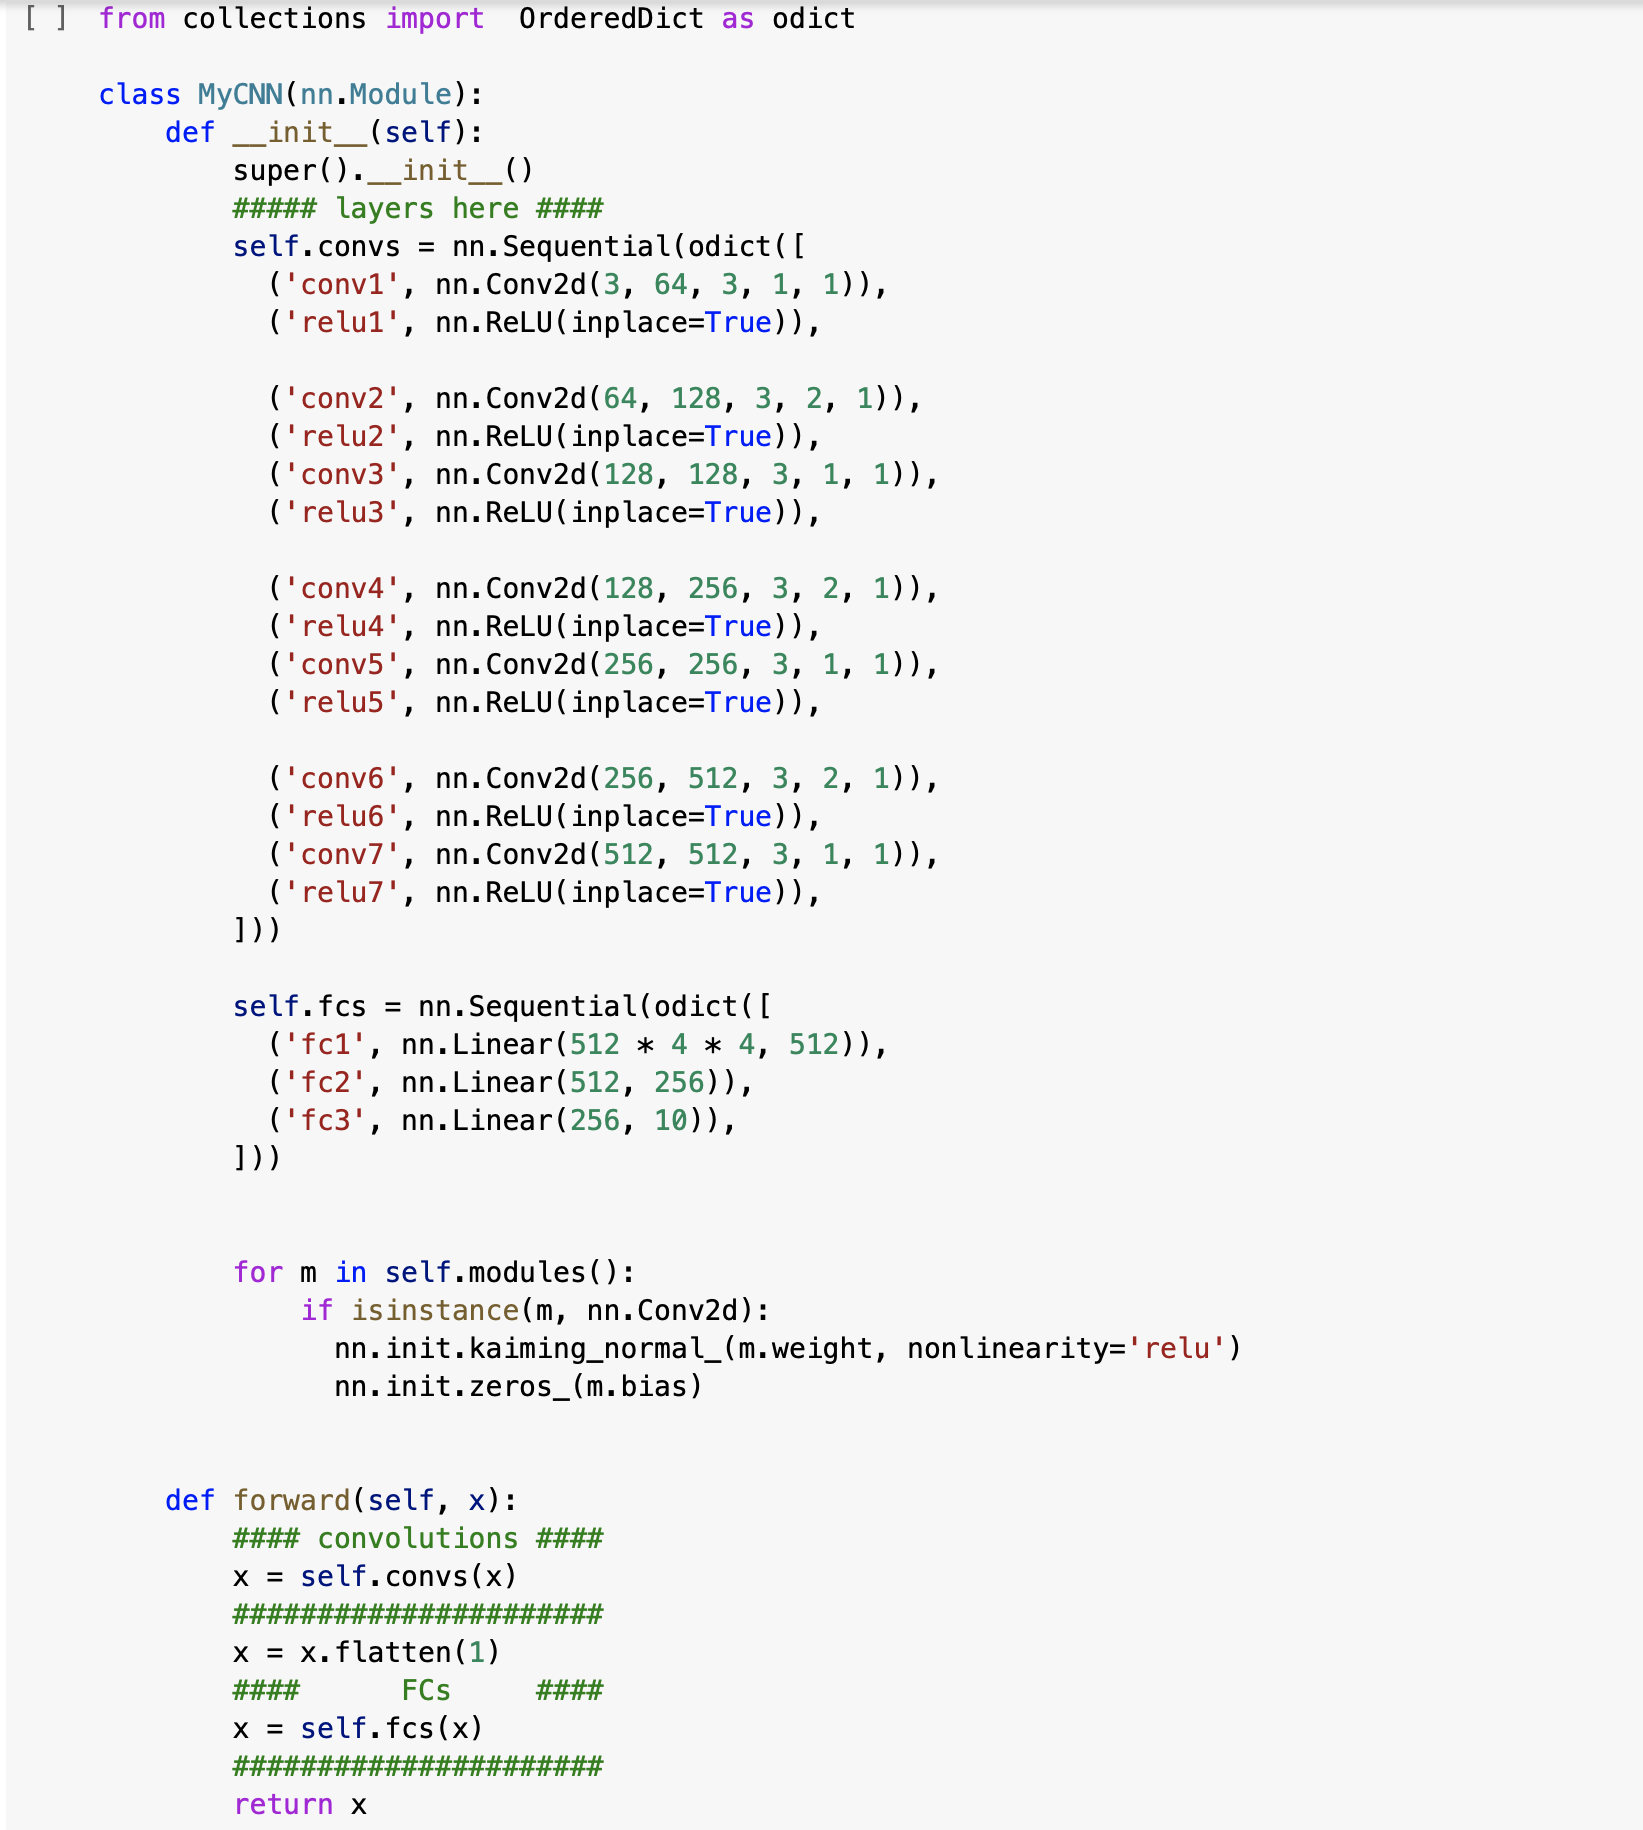 [ ] from collections import  OrderedDict as odict

    class MyCNN(nn.Module):
        def __init__(self):
            super().__init__()
            ##### layers here ####
            self.convs = nn.Sequential(odict([
              ('conv1', nn.Conv2d(3, 64, 3, 1, 1)),
              ('relu1', nn.ReLU(inplace=True)),

              ('conv2', nn.Conv2d(64, 128, 3, 2, 1)),
              ('relu2', nn.ReLU(inplace=True)),
              ('conv3', nn.Conv2d(128, 128, 3, 1, 1)),
              ('relu3', nn.ReLU(inplace=True)),

              ('conv4', nn.Conv2d(128, 256, 3, 2, 1)),
              ('relu4', nn.ReLU(inplace=True)),
              ('conv5', nn.Conv2d(256, 256, 3, 1, 1)),
              ('relu5', nn.ReLU(inplace=True)),

              ('conv6', nn.Conv2d(256, 512, 3, 2, 1)),
              ('relu6', nn.ReLU(inplace=True)),
              ('conv7', nn.Conv2d(512, 512, 3, 1, 1)),
              ('relu7', nn.ReLU(inplace=True)),
            ]))

            self.fcs = nn.Sequential(odict([
              ('fc1', nn.Linear(512 * 4 * 4, 512)),
              ('fc2', nn.Linear(512, 256)),
              ('fc3', nn.Linear(256, 10)),
            ]))


            for m in self.modules():
                if isinstance(m, nn.Conv2d):
                  nn.init.kaiming_normal_(m.weight, nonlinearity='relu')
                  nn.init.zeros_(m.bias)


        def forward(self, x):
            #### convolutions ####
            x = self.convs(x)
            ######################
            x = x.flatten(1)
            ####      FCs     ####
            x = self.fcs(x)
            ######################
            return x